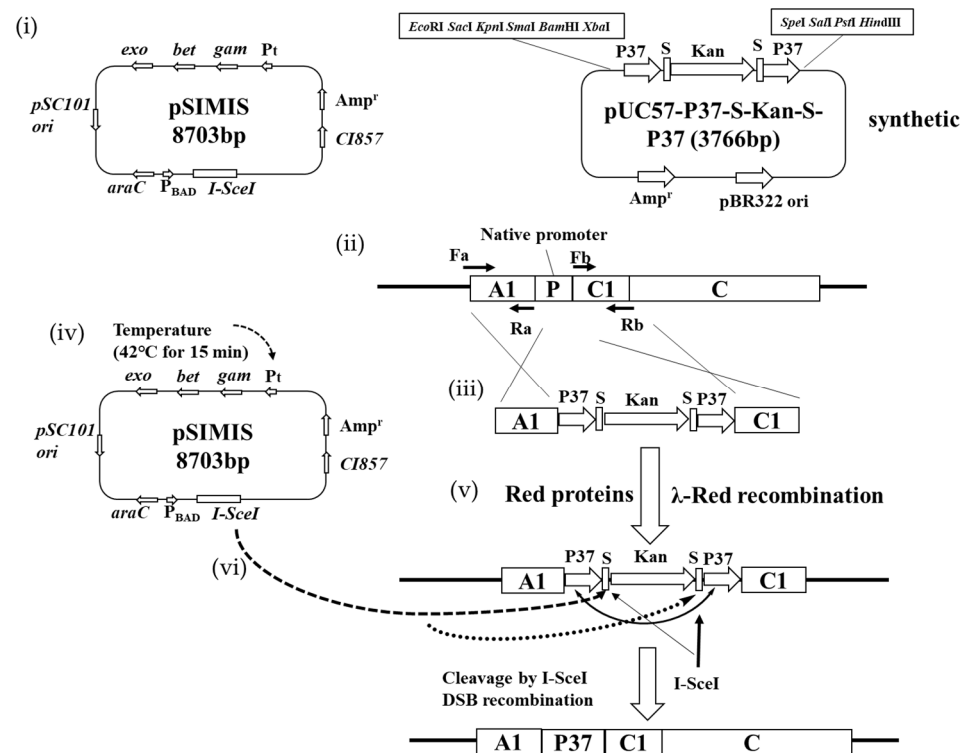 (i)
exo bet gam Pt
pSC101
ori
pSIMIS
8703bp
Ampʳ
CI857
araC P_BAD I-SceI
EcoRI SacI KpnI SmaI BamHI XbaI
SpeI SalI PstI HindIII
P37 S Kan S P37
pUC57-P37-S-Kan-S-
P37 (3766bp)
synthetic
Ampʳ
pBR322 ori
(ii)
Native promoter
Fa Fb
A1 P C1 C
Ra Rb
(iii)
P37 S Kan S P37
A1 C1
(iv)
Temperature
(42°C for 15 min)
exo bet gam Pt
pSC101
ori
pSIMIS
8703bp
Ampʳ
CI857
araC P_BAD I-SceI
(v)
Red proteins λ-Red recombination
(vi)
P37 S Kan S P37
A1 C1
I-SceI
Cleavage by I-SceI
DSB recombination
A1 P37 C1 C